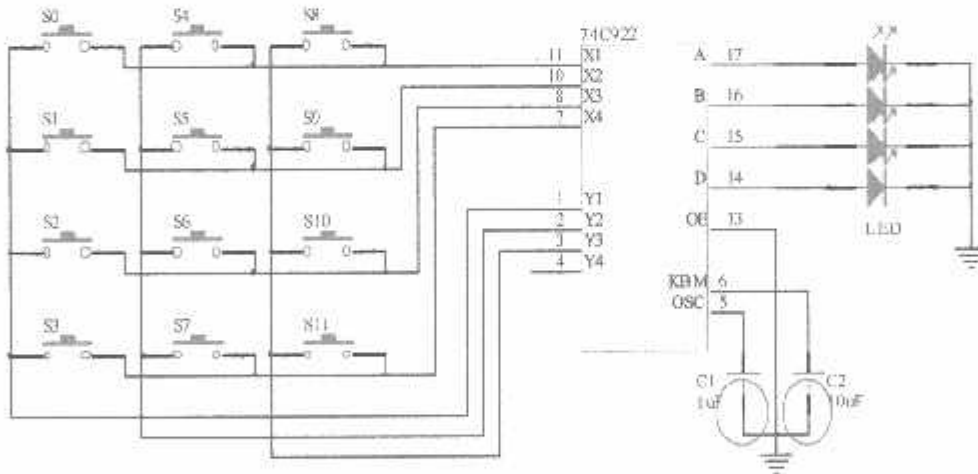 S0
S4
S8
74C922
11 X1
10 X2
8 X3
7 X4
A 17
B 16
C 15
D 14
S1
S5
S9
1 Y1
2 Y2
3 Y3
4 Y4
OE 13
LED
S2
S6
S10
KBM 6
OSC 5
S3
S7
S11
C1
1uF
C2
10uF